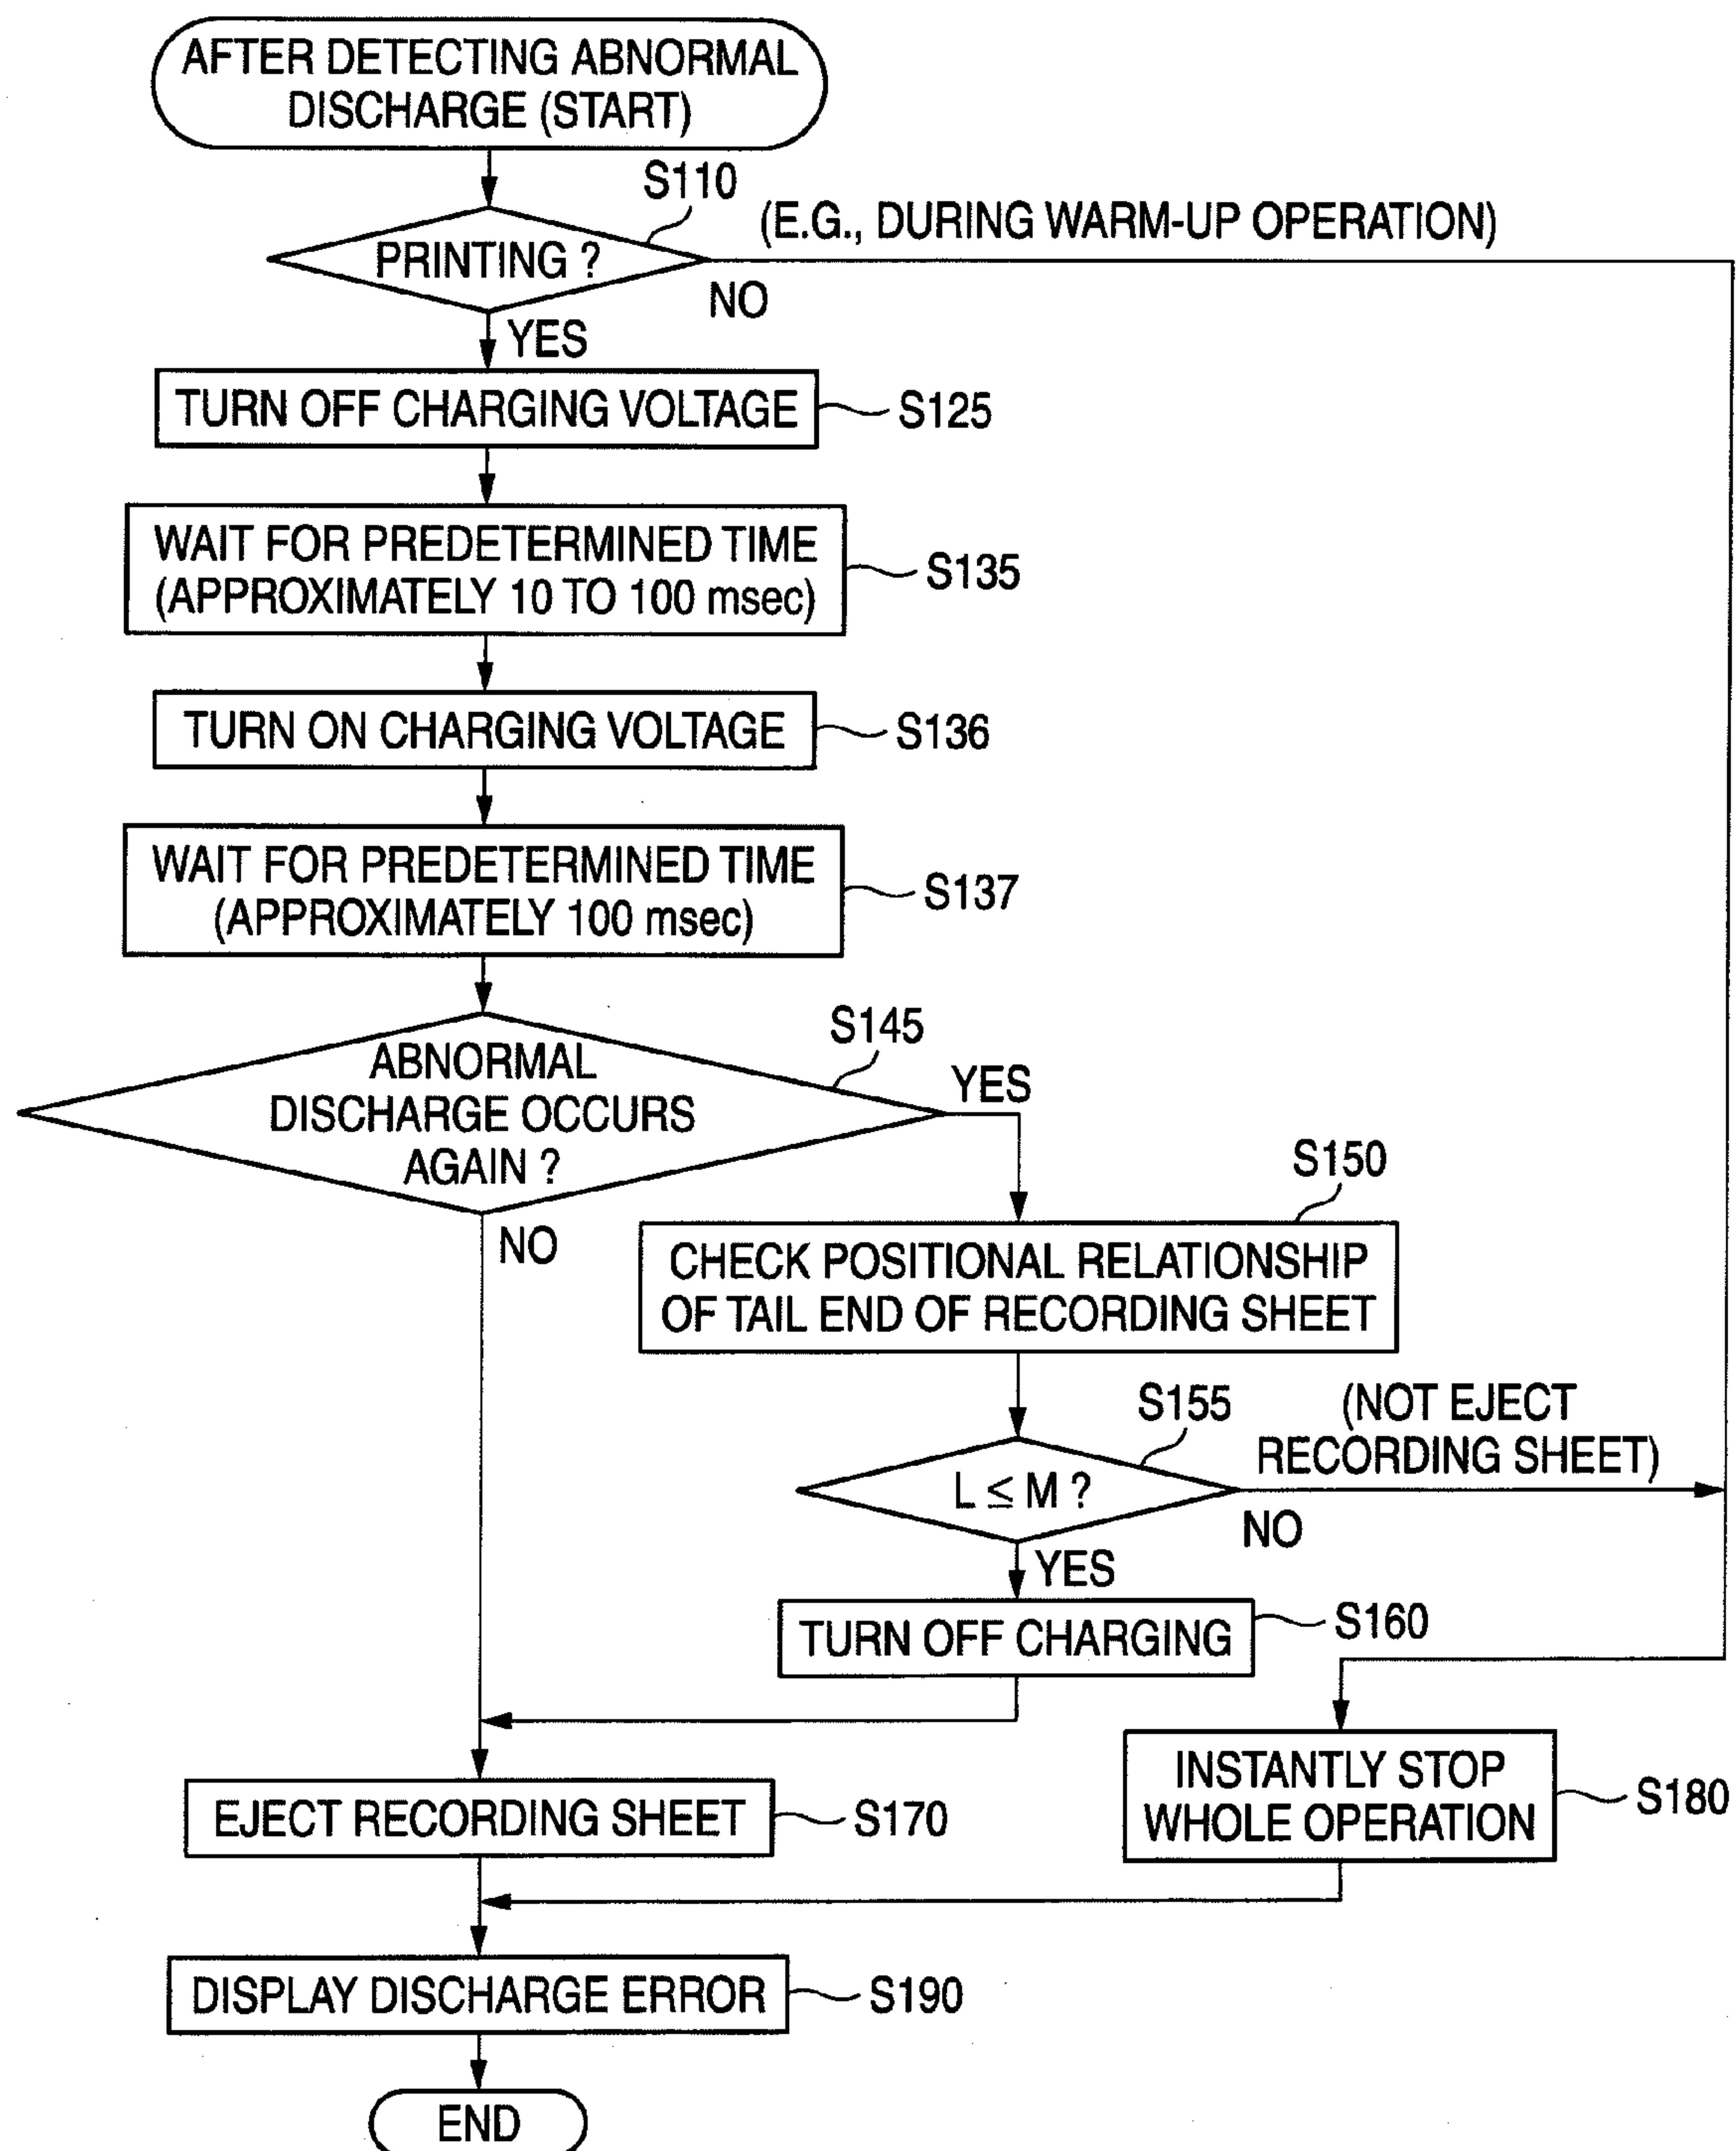 AFTER DETECTING ABNORMAL
DISCHARGE (START)
S110
(E.G., DURING WARM-UP OPERATION)
PRINTING ?
NO
YES
TURN OFF CHARGING VOLTAGE
S125
WAIT FOR PREDETERMINED TIME
(APPROXIMATELY 10 TO 100 msec)
S135
TURN ON CHARGING VOLTAGE
S136
WAIT FOR PREDETERMINED TIME
(APPROXIMATELY 100 msec)
S137
S145
ABNORMAL
DISCHARGE OCCURS
AGAIN ?
YES
NO
S150
CHECK POSITIONAL RELATIONSHIP
OF TAIL END OF RECORDING SHEET
S155
(NOT EJECT
RECORDING SHEET)
L ≤ M ?
NO
YES
TURN OFF CHARGING
S160
INSTANTLY STOP
WHOLE OPERATION
S180
EJECT RECORDING SHEET
S170
DISPLAY DISCHARGE ERROR
S190
END